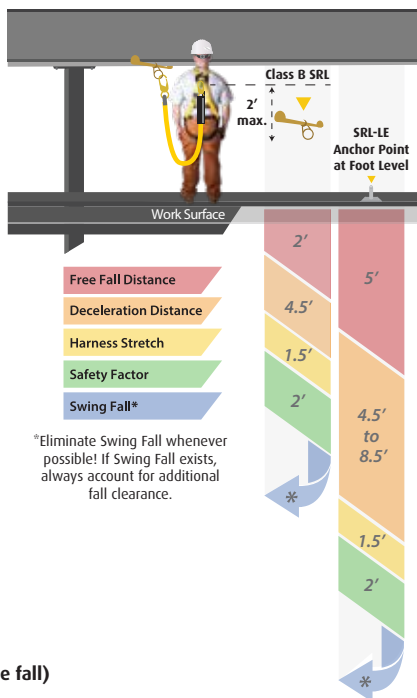 Class B SRL
2’
max.
SRL-LE
Anchor Point
at Foot Level
Work Surface
2’
4.5’
1.5’
2’
*
5’
4.5’
to
8.5’
1.5’
2’
*
Free Fall Distance
Deceleration Distance
Harness Stretch
Safety Factor
Swing Fall*
*Eliminate Swing Fall whenever
possible! If Swing Fall exists,
always account for additional
fall clearance.
e fall)